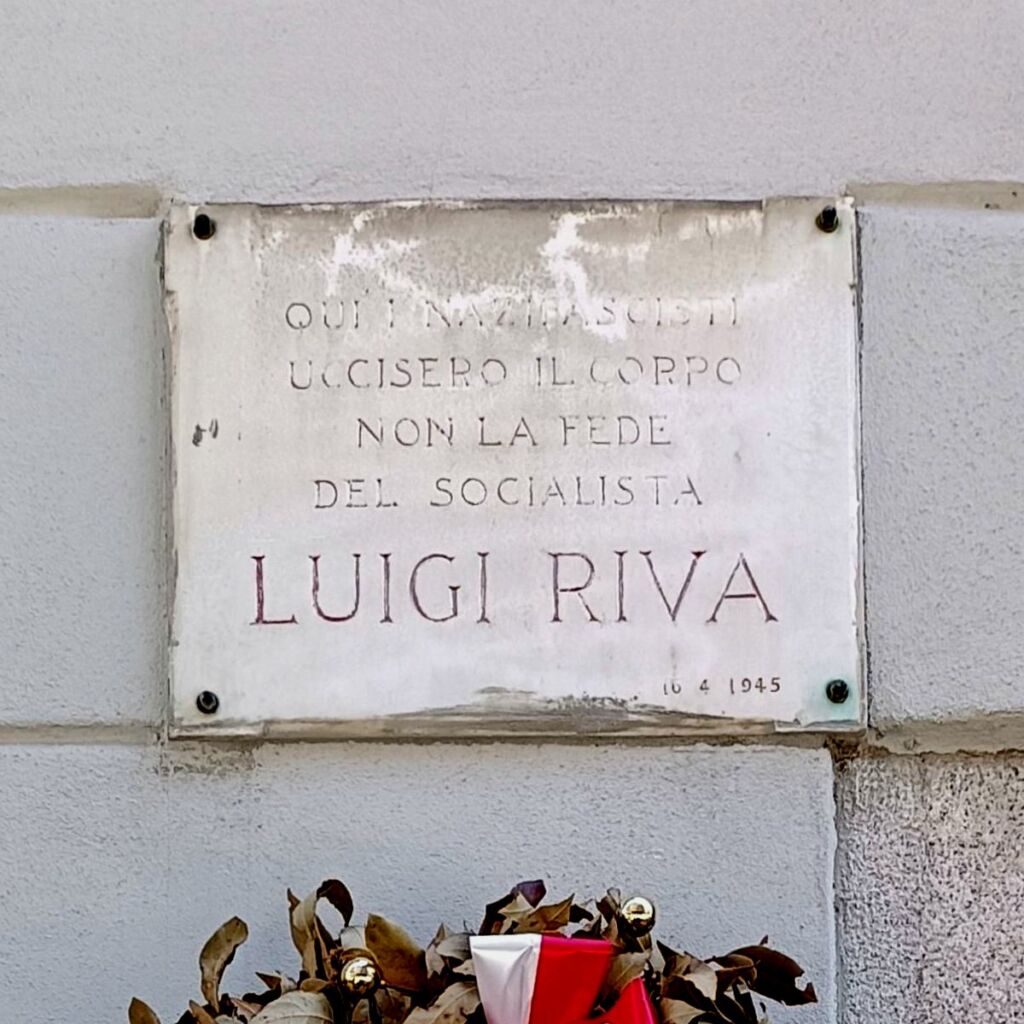 QUI' I NAZIFASCISTI
UCCISERO IL CORPO
NON LA FEDE
DEL SOCIALISTA
LUIGI RIVA
16 4 1945